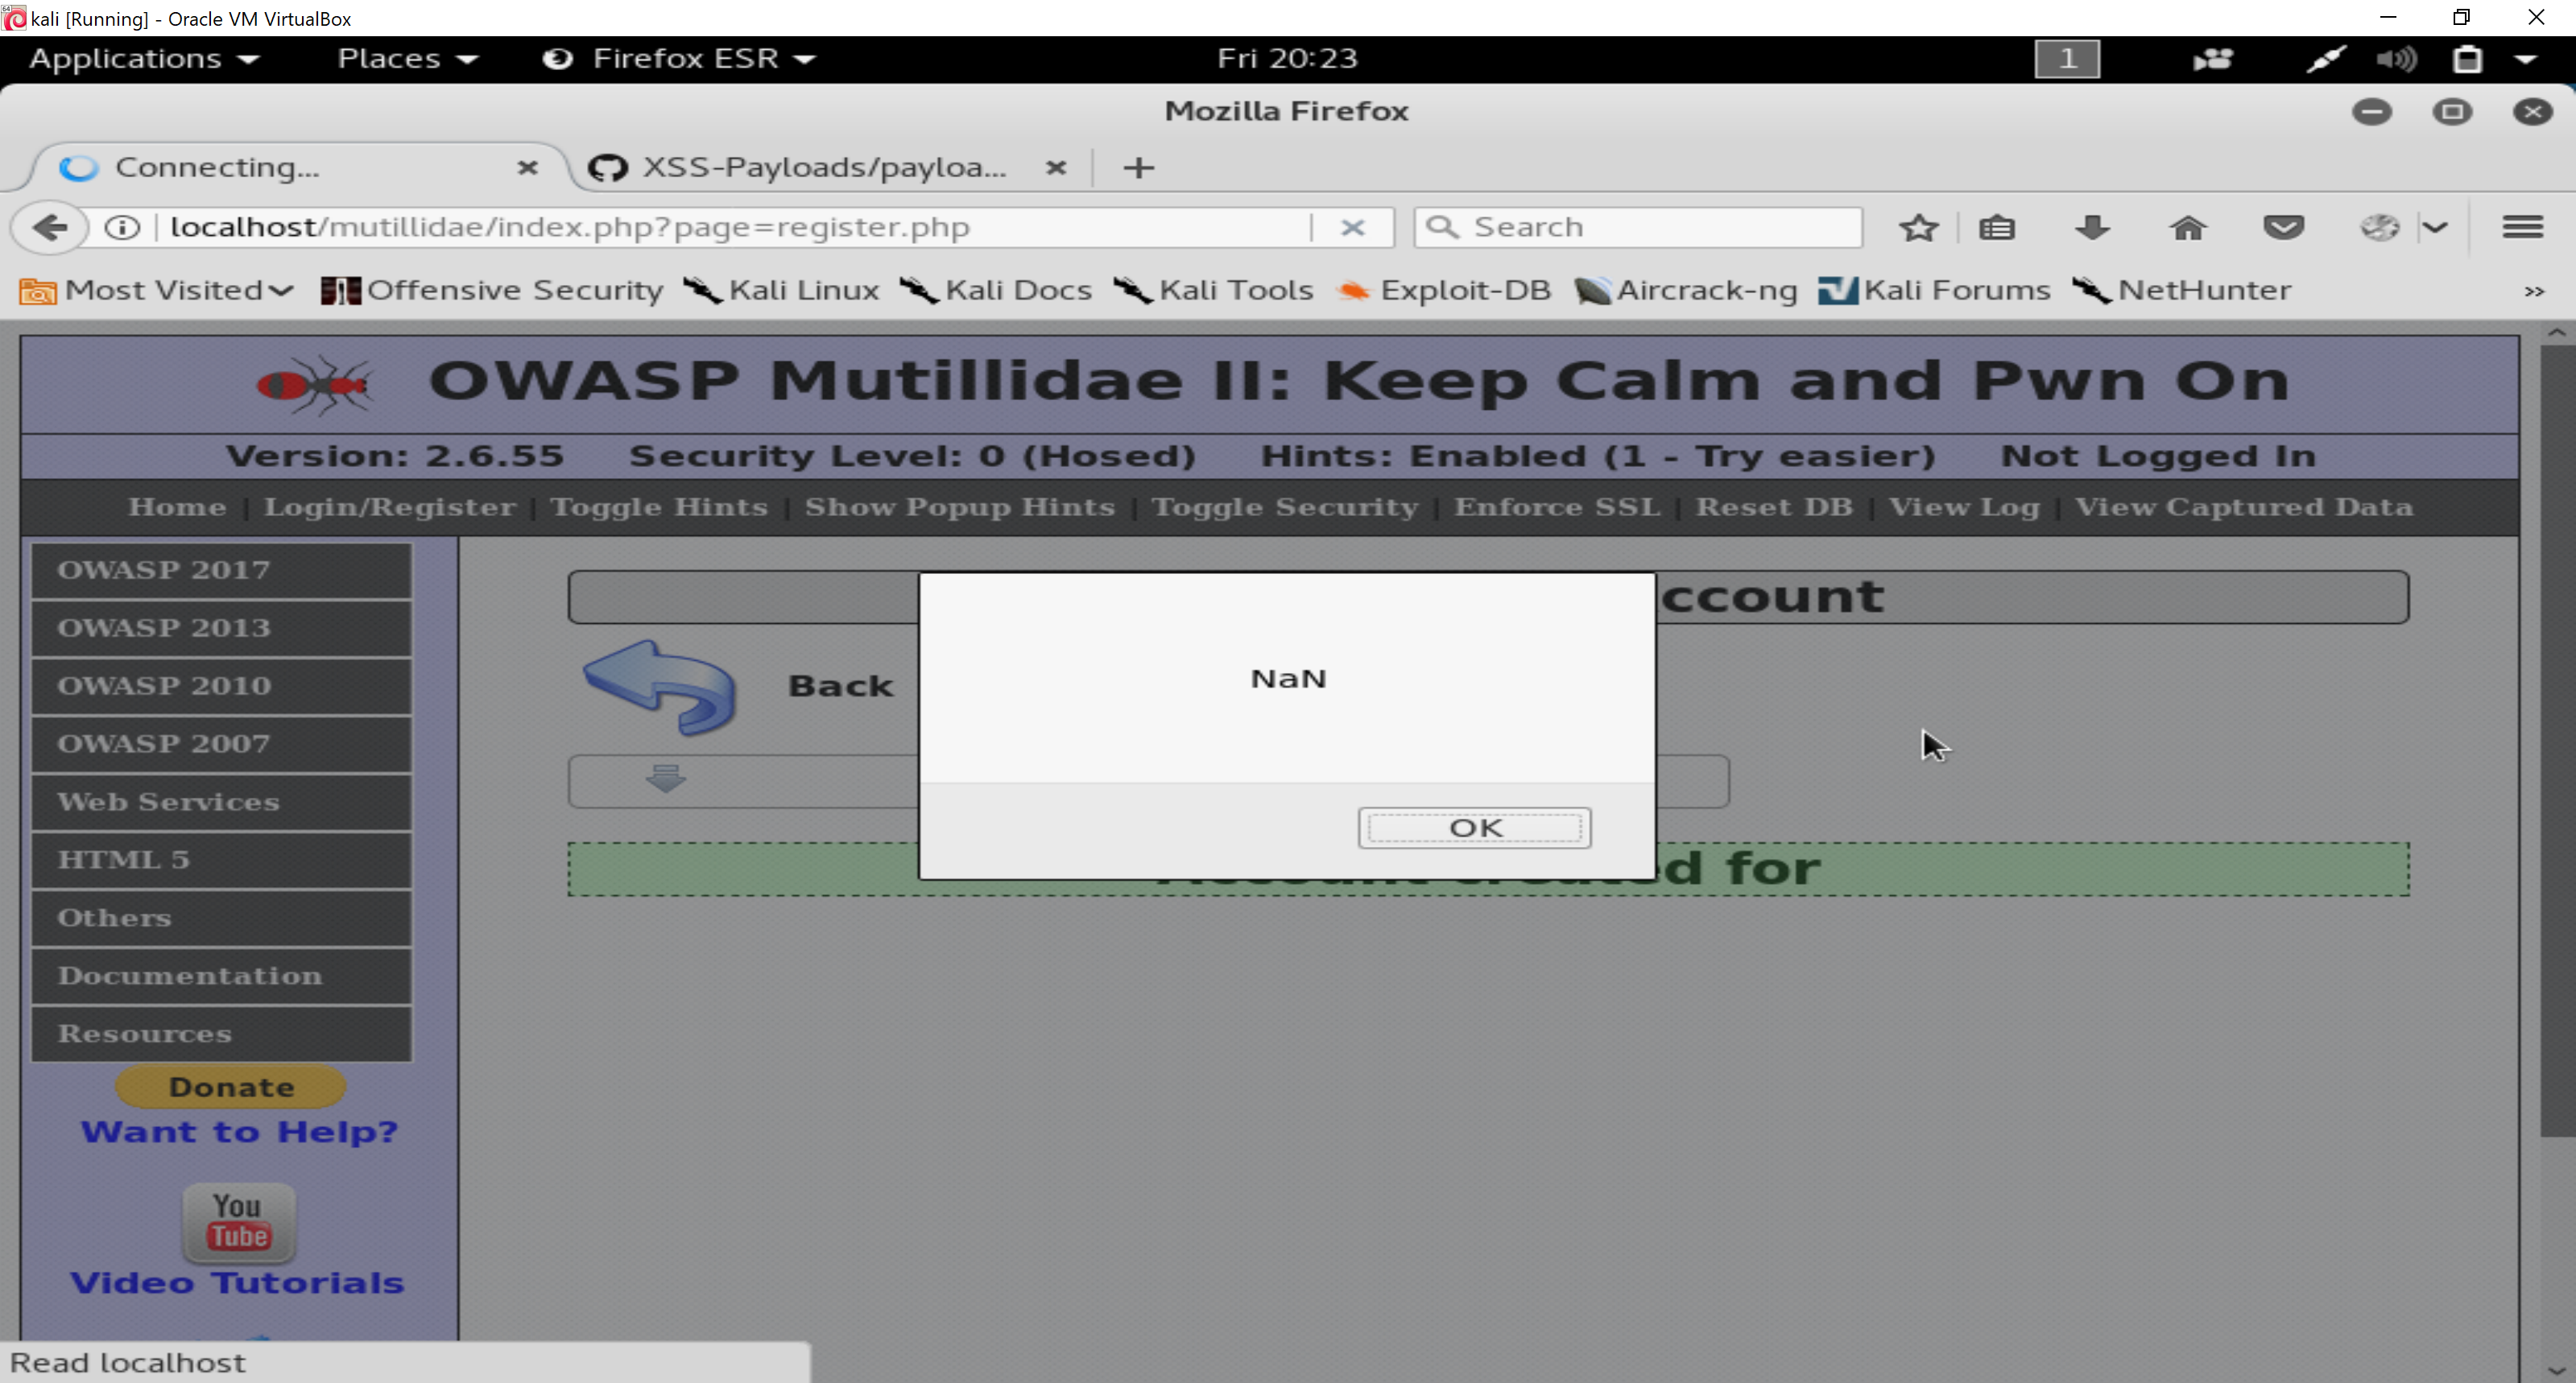 kali [Running] - Oracle VM VirtualBox
Applications Places Firefox ESR Fri 20:23 1
Mozilla Firefox
Connecting... XSS-Payloads/payloa...
localhost/mutillidae/index.php?page=register.php Search
Most Visited Offensive Security Kali Linux Kali Docs Kali Tools Exploit-DB Aircrack-ng Kali Forums NetHunter »
OWASP Mutillidae II: Keep Calm and Pwn On
Version: 2.6.55 Security Level: 0 (Hosed) Hints: Enabled (1 - Try easier) Not Logged In
Home | Login/Register | Toggle Hints | Show Popup Hints | Toggle Security | Enforce SSL | Reset DB | View Log | View Captured Data
OWASP 2017
OWASP 2013
OWASP 2010
OWASP 2007
Web Services
HTML 5
Others
Documentation
Resources
Donate
Want to Help?
You
Tube
Video Tutorials
ccount
Back
NaN
OK
for
Read localhost